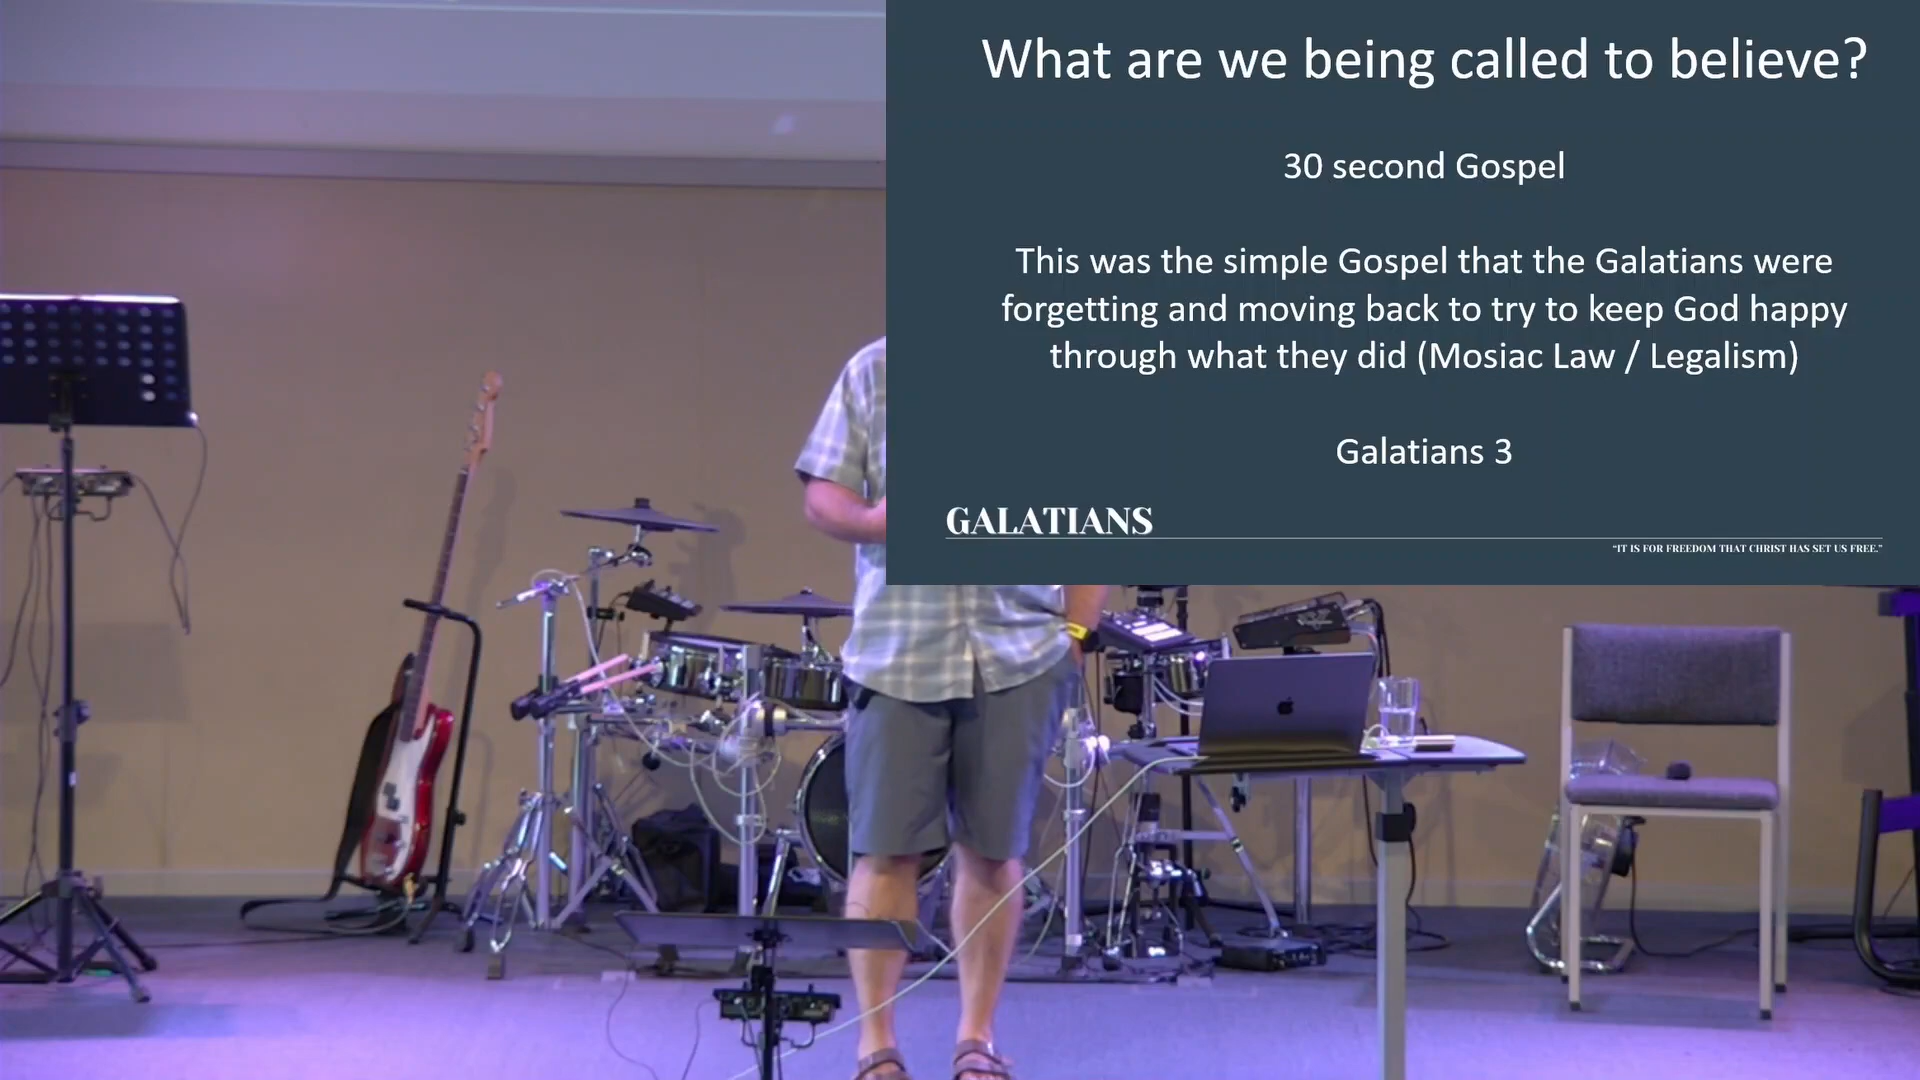 What are we being called to believe?
30 second Gospel
This was the simple Gospel that the Galatians were
forgetting and moving back to try to keep God happy
through what they did (Mosiac Law / Legalism)
Galatians 3
GALATIANS
“IT IS FOR FREEDOM THAT CHRIST HAS SET US FREE.”